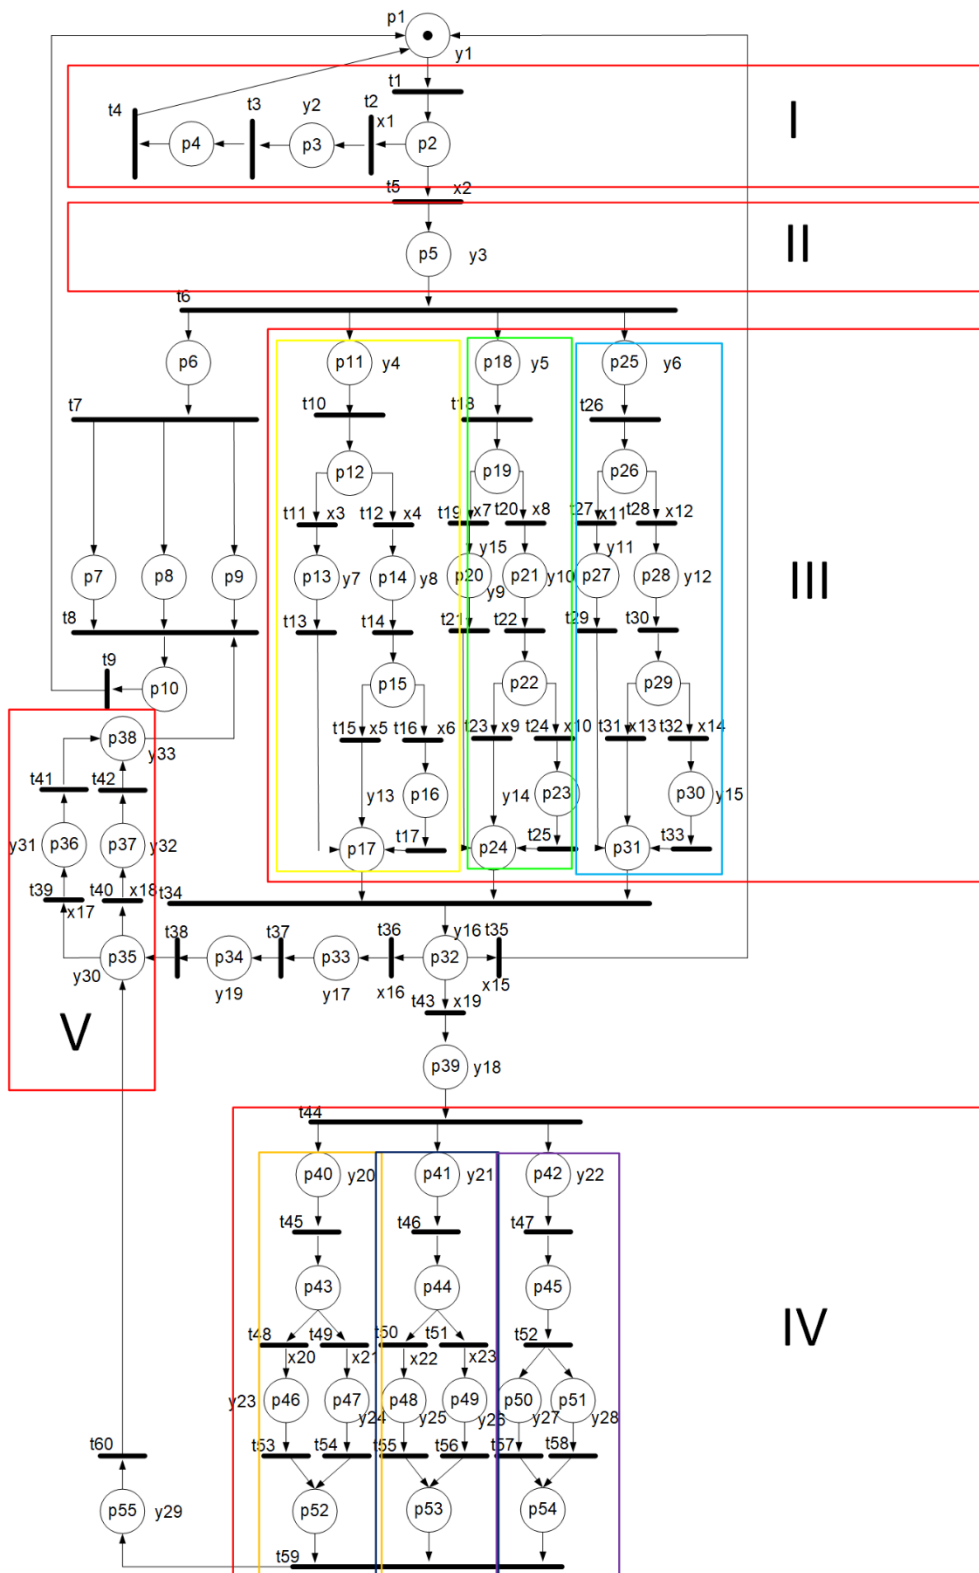 p1
y1
t1
I
t4 t3 y2 t2
x1
p4 p3 p2
t5 x2
II
p5 y3
t6
p6 p11 y4 p18 y5 p25 y6
t7 t10 t18 t26
p12 p19 p26
t11 x3 t12 x4 t19 x7 t20 x8 t27 x11 t28 x12
y15 y11
p7 p8 p9 p13 y7 p14 y8 p20 p21 y10 p27 p28 y12
y9
III
t8 t13 t14 t21 t22 t29 t30
t9
p10 p15 p22 p29
p38 t15 x5 t16 x6 t23 x9 t24 x10 t31 x13 t32 x14
y33
t41 t42
y13 p16 y14 p23 p30 y15
y31 p36 p37 y32 p17 t17 p24 t25 p31 t33
t39 t40 x18 t34
x17
t38 t37 t36 y16 t35
p35 p34 p33 p32
y30 x16 x15
y19 y17
t43 x19
V
p39 y18
t44
p40 y20 p41 y21 p42 y22
t45 t46 t47
p43 p44 p45
IV
t48 t49 t50 t51 t52
x20 x21 x22 x23
y23 p46 p47 p48 p49 p50 p51
y24 y25 y26 y27 y28
t60 t53 t54 t55 t56 t57 t58
p55 y29 p52 p53 p54
t59